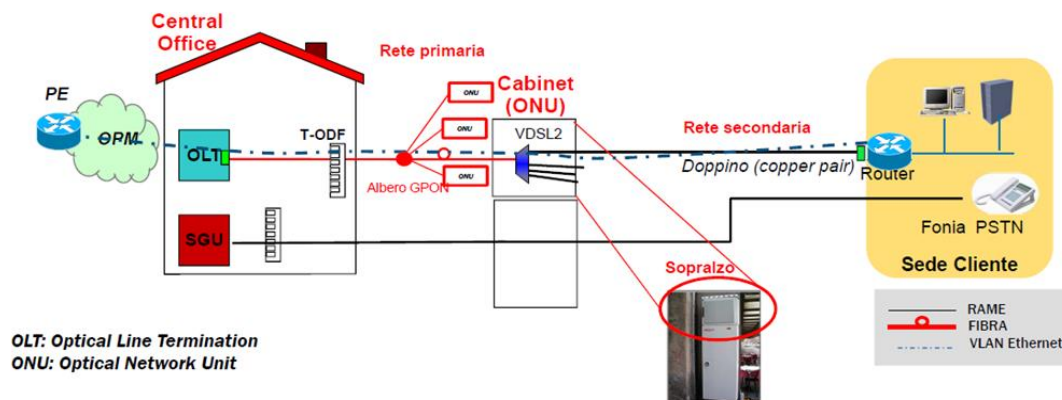 Central
Office
Rete primaria
PE
OPM
OLT
T-ODF
ONU
ONU
ONU
Albero GPON
Cabinet
(ONU)
VDSL2
Rete secondaria
Doppino (copper pair)
Router
SGU
Fonia PSTN
Sede Cliente
Sopralzo
RAME
FIBRA
VLAN Ethernet
OLT: Optical Line Termination
ONU: Optical Network Unit